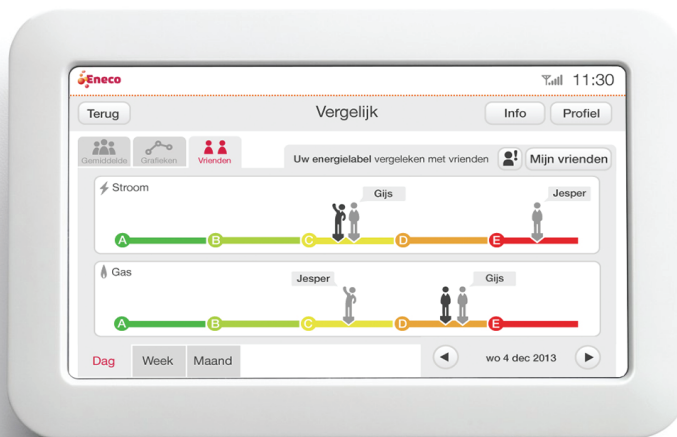 Eneco
11:30
Terug
Vergelijk
Info
Profiel
Gemiddelde
Grafieken
Vrienden
Uw energielabel vergeleken met vrienden
Mijn vrienden
Stroom
Gijs
Jesper
A B C D E
Gas
Jesper
Gijs
A B C D E
Dag
Week
Maand
wo 4 dec 2013